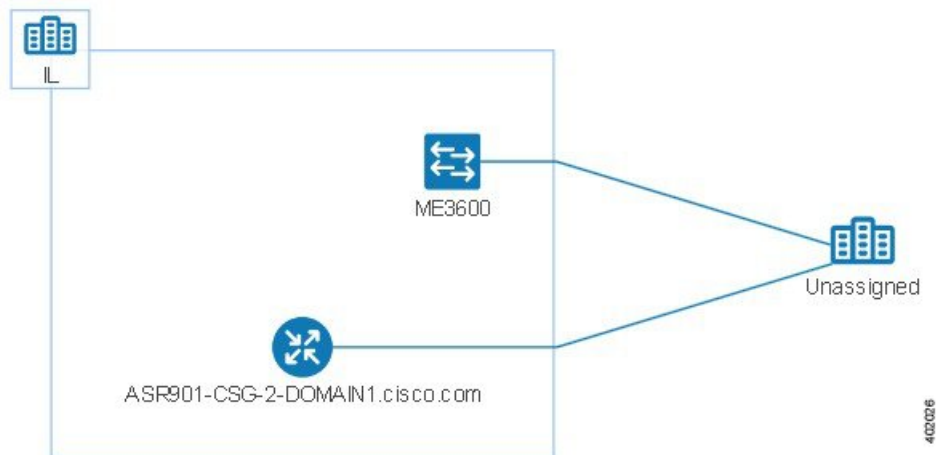 IL
ME3600
Unassigned
ASR901-CSG-2-DOMAIN1.cisco.com
402026